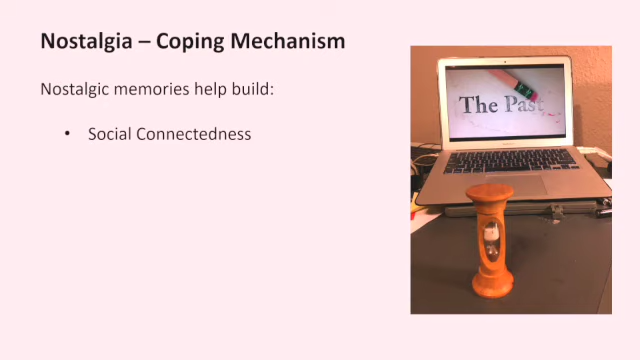 Nostalgia – Coping Mechanism
Nostalgic memories help build:
• Social Connectedness
The Past